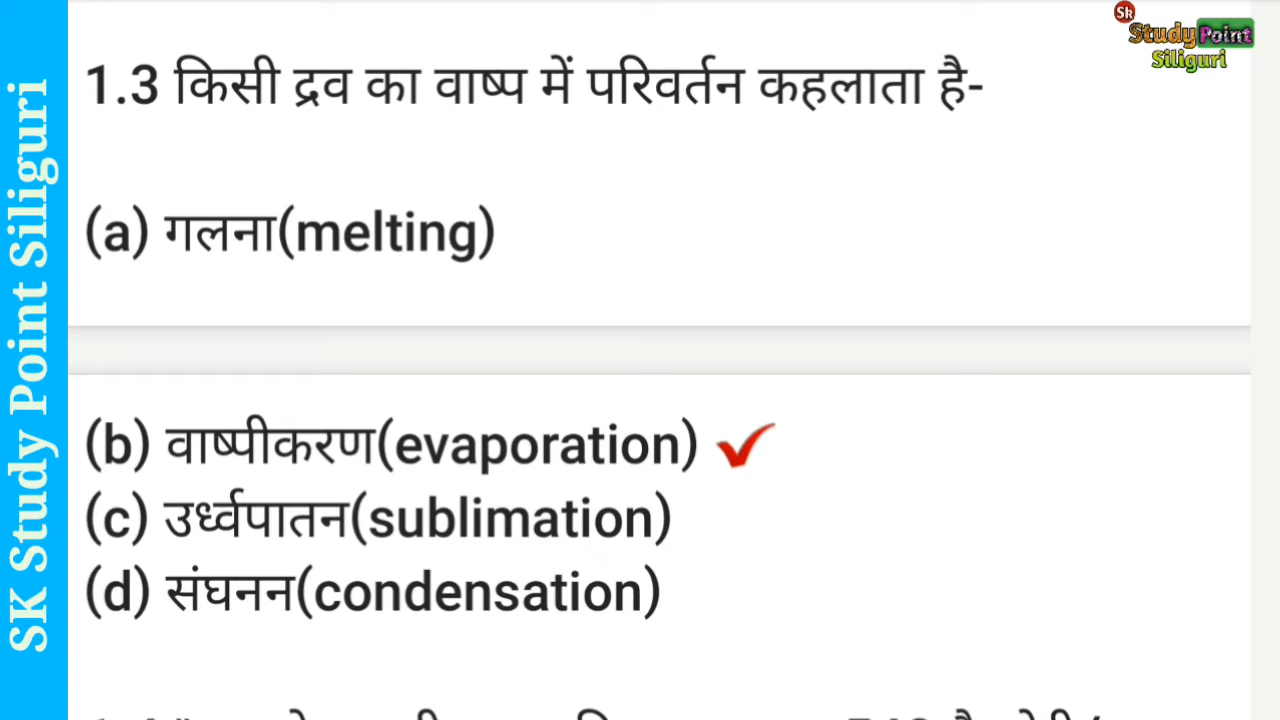 SK Study Point Siliguri
Sk
Study Point
Siliguri
1.3 किसी द्रव का वाष्प में परिवर्तन कहलाता है-
(a) गलना(melting)
(b) वाष्पीकरण(evaporation)
(c) उर्ध्वपातन(sublimation)
(d) संघनन(condensation)